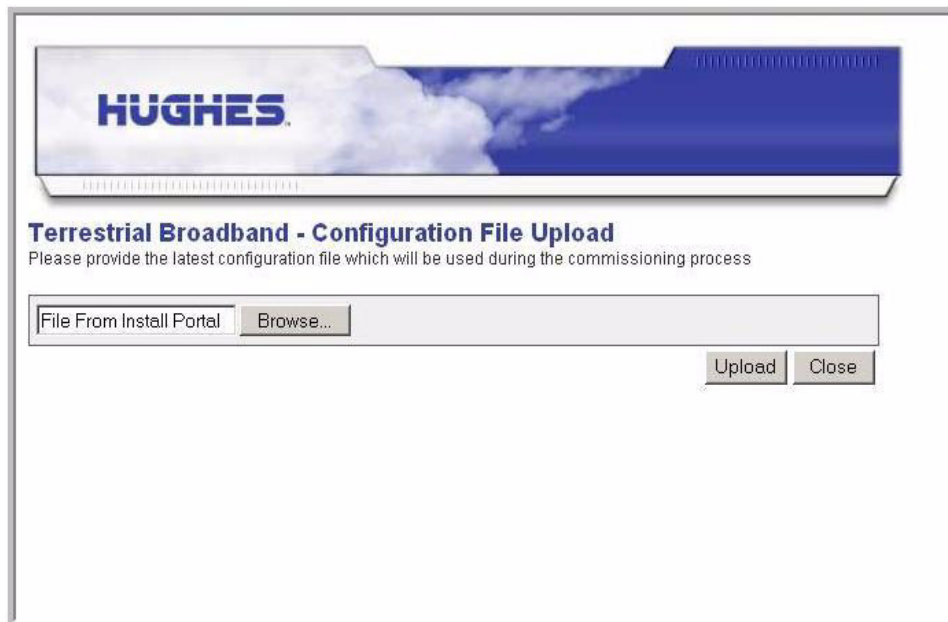 HUGHES
Terrestrial Broadband - Configuration File Upload
Please provide the latest configuration file which will be used during the commissioning process
File From Install Portal Browse...
Upload Close